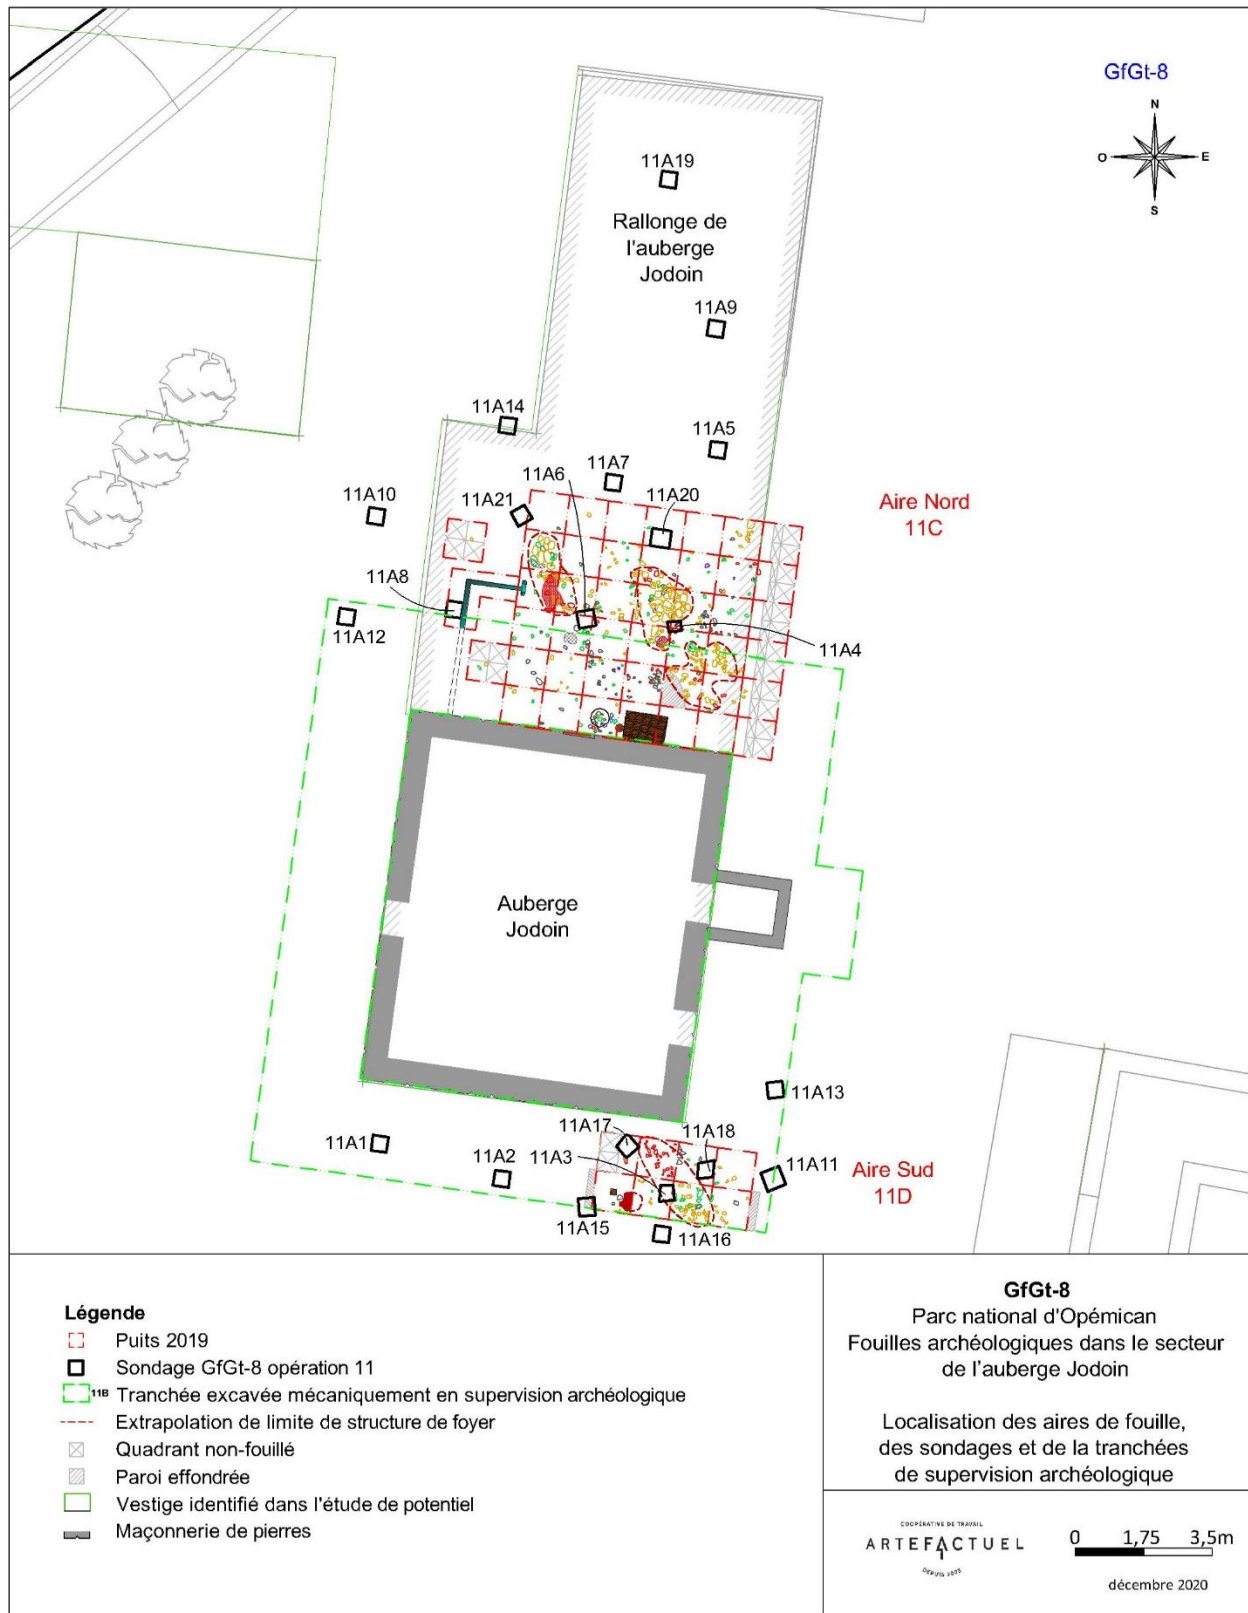 GfGt-8
N
O
E
S
11A19
Rallonge de
l'auberge
Jodoin
11A9
11A14
11A5
11A7
11A6
11A20
11A10
11A21
Aire Nord
11C
11A8
11A12
11A4
Auberge
Jodoin
11A13
11A17
11A18
11A1
11A2
11A3
11A11
Aire Sud
11D
11A15
11A16
Légende
Puits 2019
Sondage GfGt-8 opération 11
11B Tranchée excavée mécaniquement en supervision archéologique
Extrapolation de limite de structure de foyer
Quadrant non-fouillé
Paroi effondrée
Vestige identifié dans l'étude de potentiel
Maçonnerie de pierres
GfGt-8
Parc national d'Opémican
Fouilles archéologiques dans le secteur
de l'auberge Jodoin
Localisation des aires de fouille,
des sondages et de la tranchées
de supervision archéologique
COOPÉRATIVE DE TRAVAIL
ARTEFACTUEL
DEPUIS 2003
0 1,75 3,5m
décembre 2020